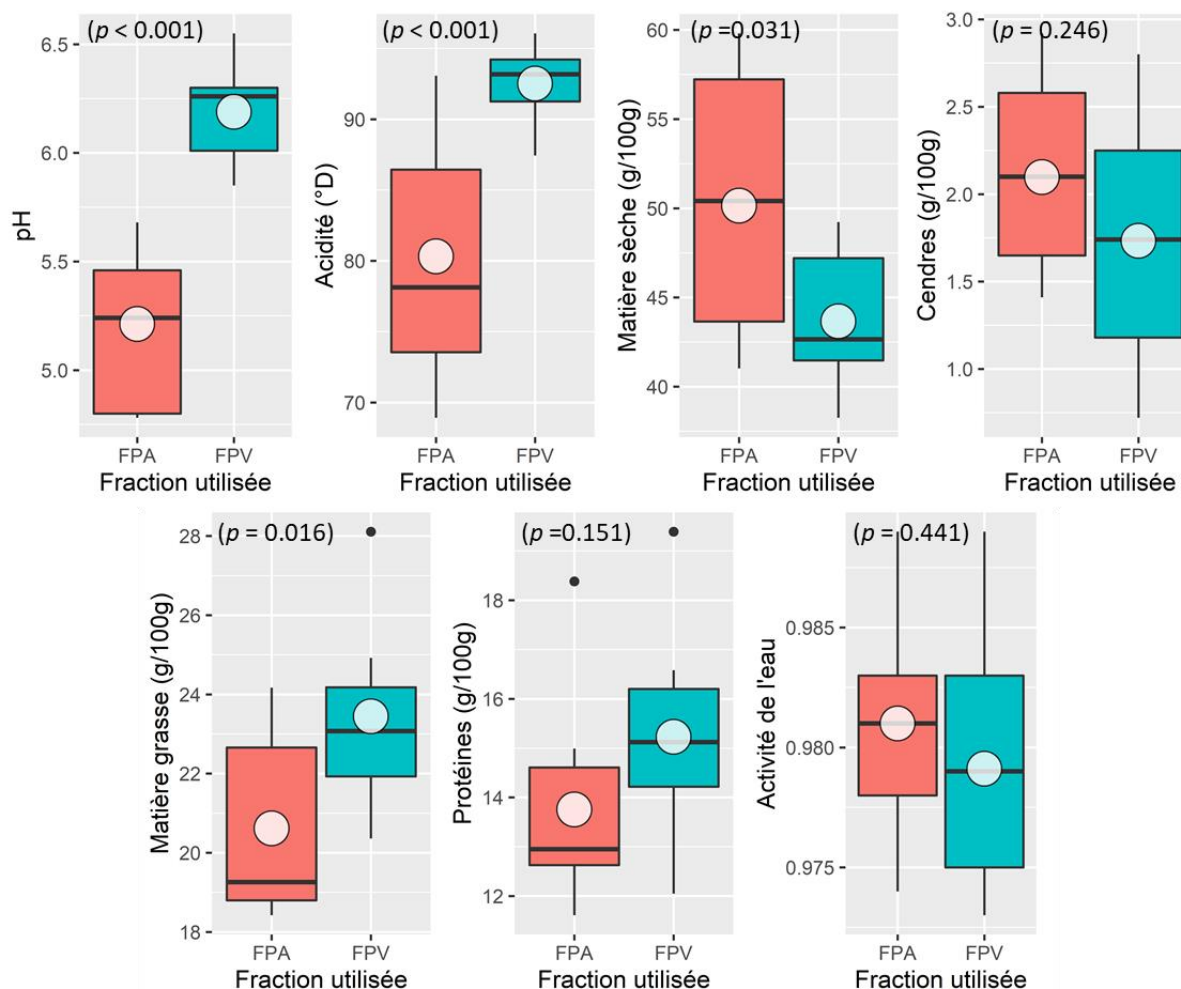 (p < 0.001)
6.5
6.0
5.5
5.0
pH
FPA FPV
Fraction utilisée
(p < 0.001)
90
80
70
Acidité (°D)
FPA FPV
Fraction utilisée
(p =0.031)
60
55
50
45
40
Matière sèche (g/100g)
FPA FPV
Fraction utilisée
(p = 0.246)
3.0
2.5
2.0
1.5
1.0
Cendres (g/100g)
FPA FPV
Fraction utilisée
(p = 0.016)
28
26
24
22
20
18
Matière grasse (g/100g)
FPA FPV
Fraction utilisée
(p =0.151)
18
16
14
12
Protéines (g/100g)
FPA FPV
Fraction utilisée
(p = 0.441)
0.985
0.980
0.975
Activité de l'eau
FPA FPV
Fraction utilisée